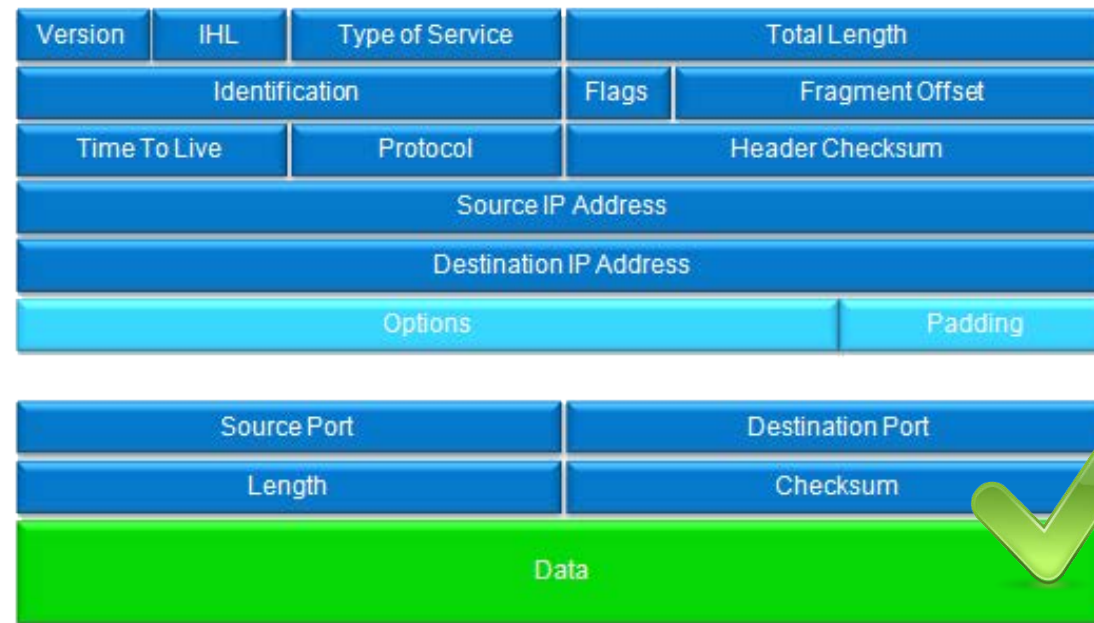 Version IHL Type of Service Total Length
Identification Flags Fragment Offset
Time To Live Protocol Header Checksum
Source IP Address
Destination IP Address
Options Padding
Source Port Destination Port
Length Checksum
Data